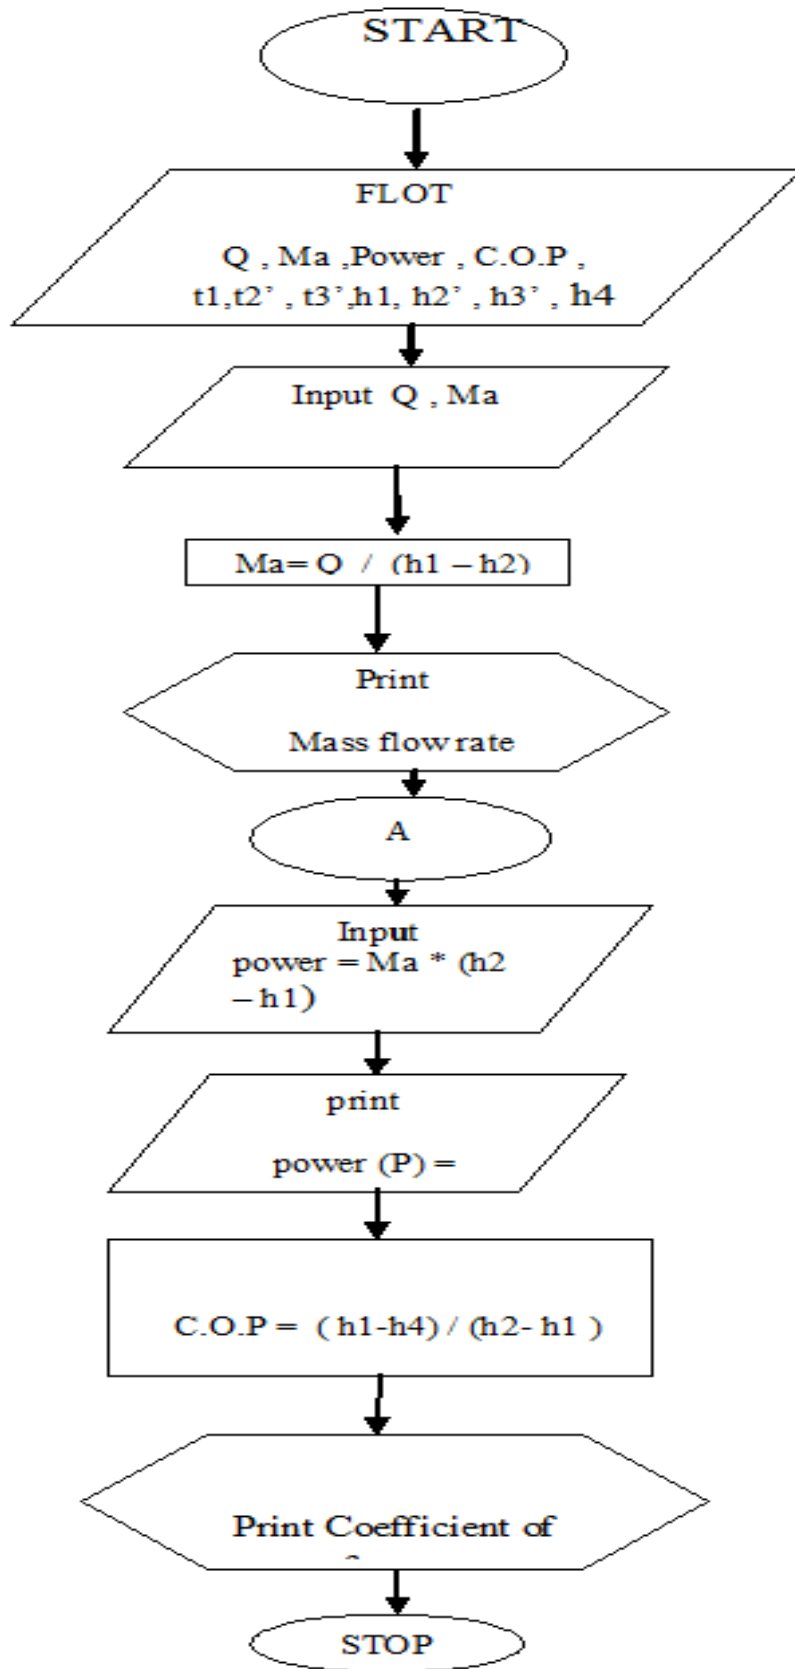 START
FLOT
Q , Ma ,Power , C.O.P ,
t1,t2’ , t3’,h1, h2’ , h3’ , h4
Input Q , Ma
Ma= Q / (h1 – h2)
Print
Mass flow rate
A
Input
power = Ma * (h2
– h1)
print
power (P) =
C.O.P = ( h1-h4) / (h2- h1 )
Print Coefficient of
STOP